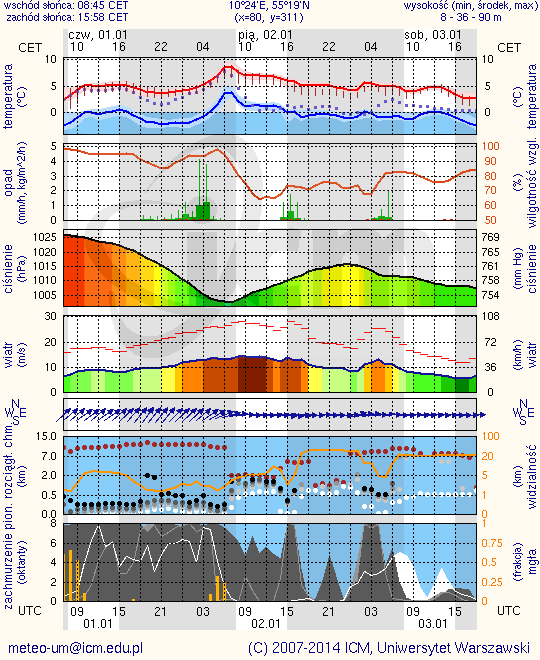 wschód słońca: 08:45 CET
10°24'E, 55°19'N
wysokość (min, środek, max)
zachód słońca: 15:58 CET
(x=80, y=311)
8 - 36 - 90 m
czw, 01.01
pią, 02.01
sob, 03.01
CET
10 16 22 04 10 16 22 04 10 16
CET
temperatura
(°C)
10
5
0
10
5
0
(°C)
temperatura
opad
(mm/h, kg/m^2/h)
5
4
3
2
1
0
100
90
80
70
60
50
(%)
wilgotność wzgl.
ciśnienie
(hPa)
1025
1020
1015
1010
1005
769
765
761
758
754
(mm Hg)
ciśnienie
wiatr
(m/s)
30
20
10
0
108
72
36
0
(km/h)
wiatr
N
W E
S
N
W E
S
pion. rozciągł. chm.
(km)
15.0
7.0
2.0
0.5
0.0
100
20
5
1
0
(km)
widzialność
zachmurzenie
(oktanty)
8
6
4
2
0
1
0.75
0.5
0.25
0
(frakcja)
mgła
UTC
09 15 21 03 09 15 21 03 09 15
UTC
01.01
02.01
03.01
meteo-um@icm.edu.pl
(C) 2007-2014 ICM, Uniwersytet Warszawski